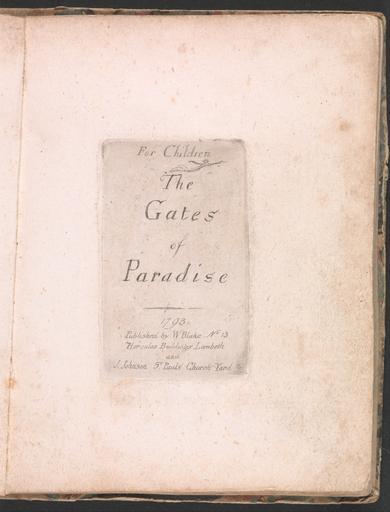 For Children
The
Gates
of
Paradise
1793.
Published by W Blake No 13
Hercules Buildings Lambeth
and
J. Johnson St Pauls Church Yard